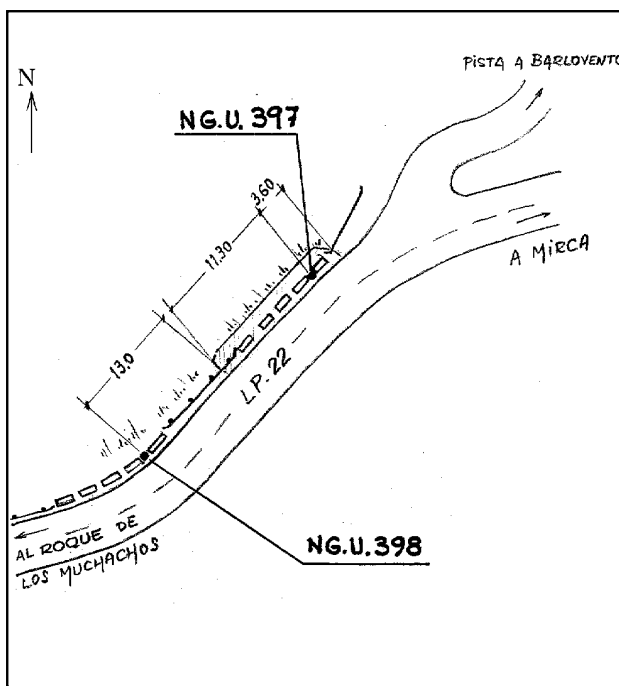 PISTA A BARLOVENTO
N
NG.U. 397
3.60
11.30
A MIRCA
13.0
LP. 22
AL ROQUE DE
LOS MUCHACHOS
NG.U. 398